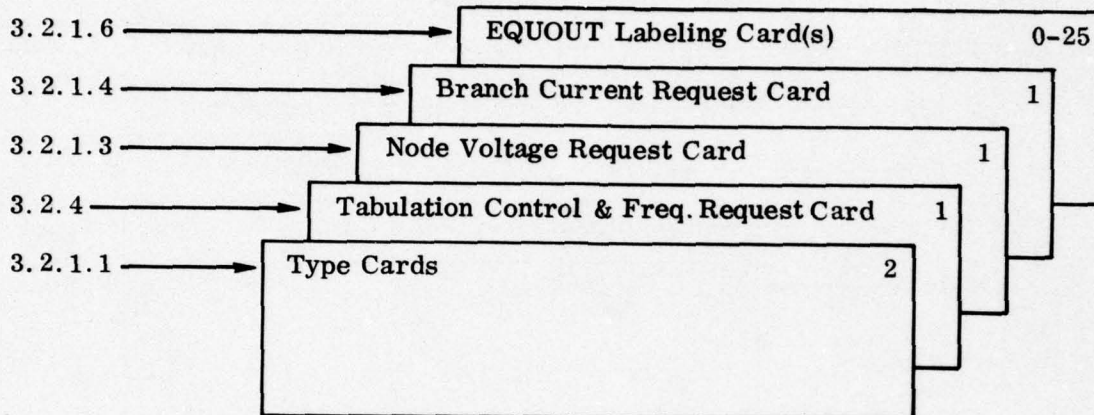 3.2.1.6 EQUOUT Labeling Card(s) 0-25
3.2.1.4 Branch Current Request Card 1
3.2.1.3 Node Voltage Request Card 1
3.2.4 Tabulation Control & Freq. Request Card 1
3.2.1.1 Type Cards 2